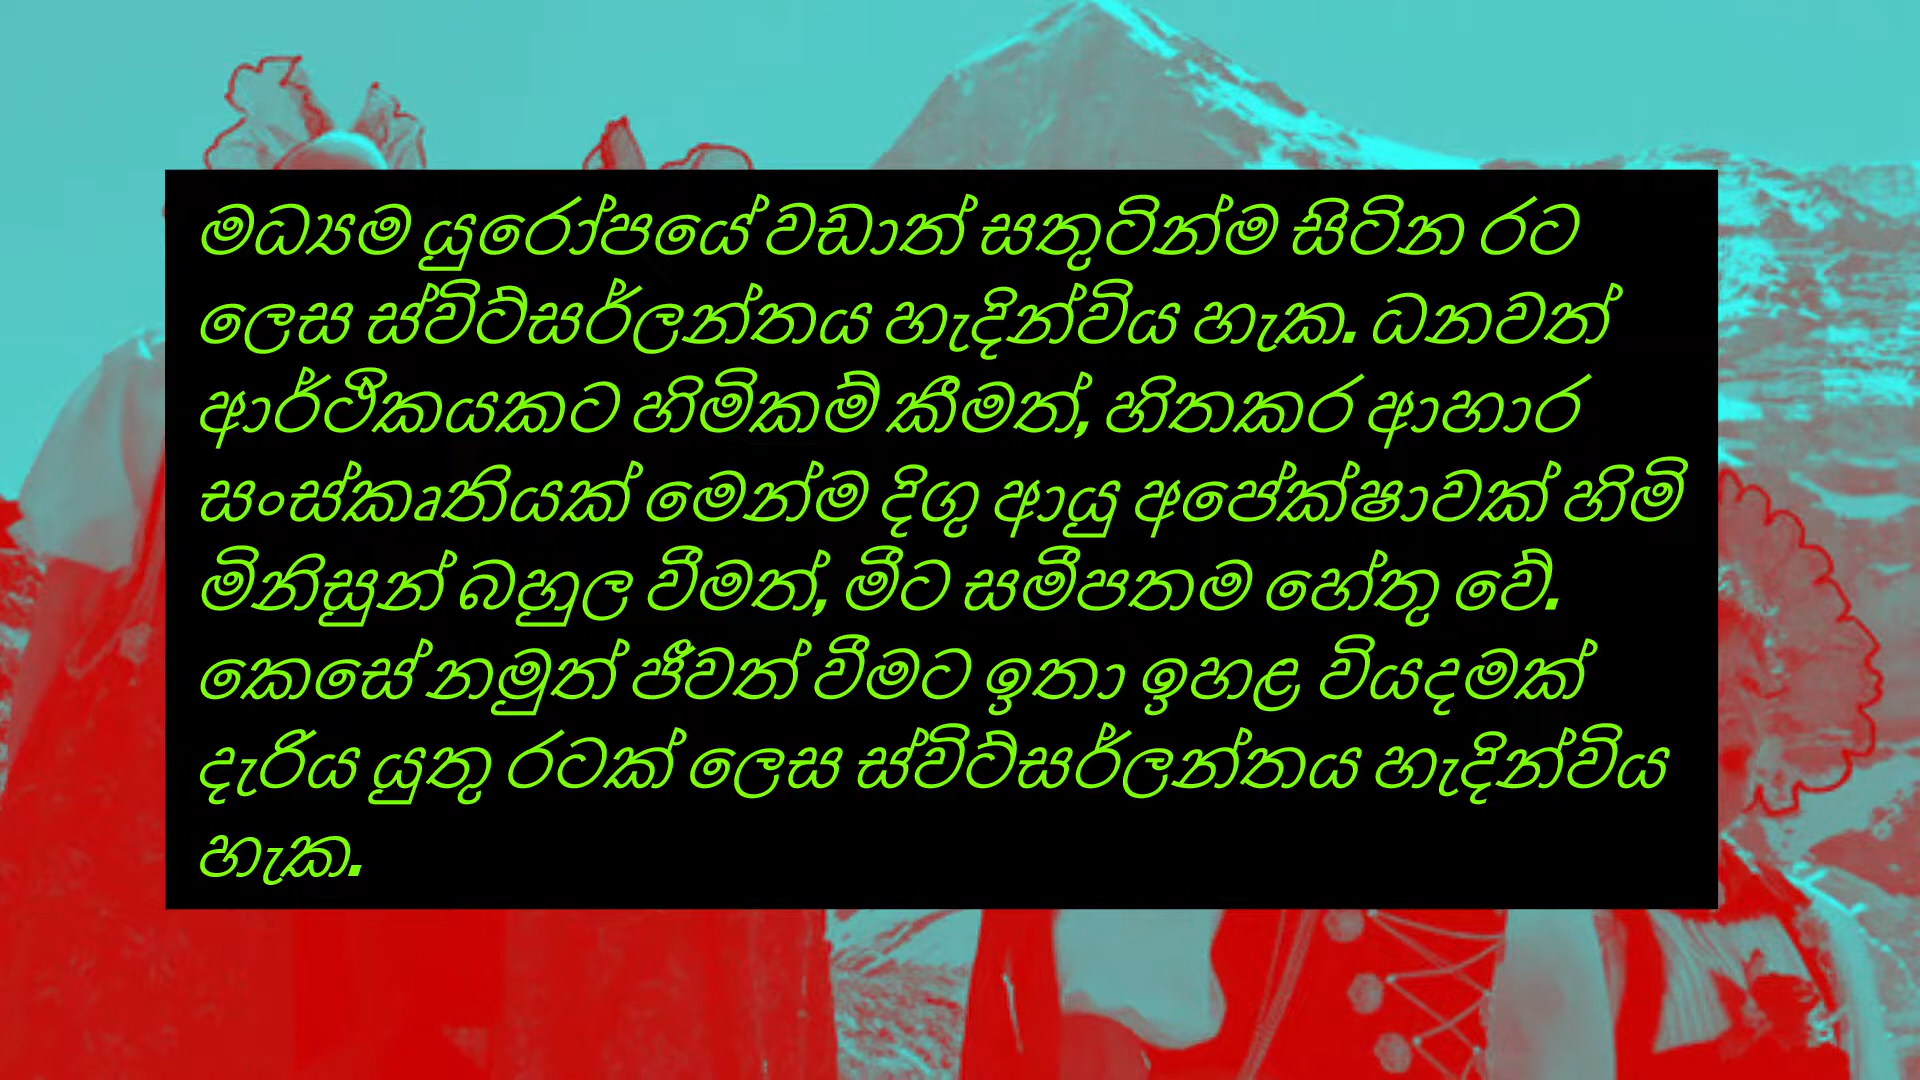 මධ්‍යම යුරෝපයේ වඩාත් සතුටින්ම සිටින රට
ලෙස ස්විට්සර්ලන්තය හැඳින්විය හැක. ධනවත්
ආර්ථිකයකට හිමිකම් කීමත්, හිතකර ආහාර
සංස්කෘතියක් මෙන්ම දිගු ආයු අපේක්ෂාවක් හිමි
මිනිසුන් බහුල වීමත්, මීට සමීපතම හේතු වේ.
කෙසේ නමුත් ජීවත් වීමට ඉතා ඉහළ වියදමක්
දැරිය යුතු රටක් ලෙස ස්විට්සර්ලන්තය හැඳින්විය
හැක.